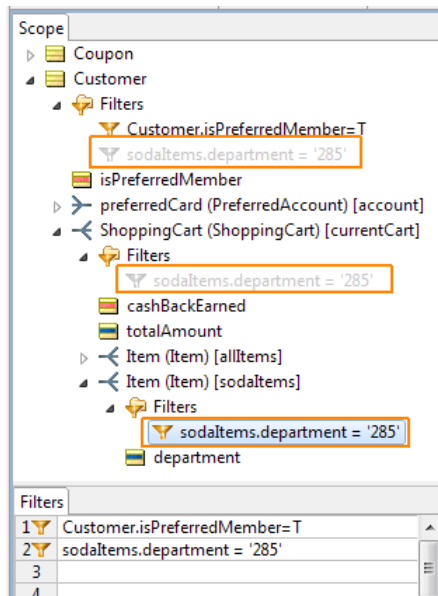 Scope
Coupon
Customer
Filters
Customer.isPreferredMember=T
sodaItems.department = '285'
isPreferredMember
preferredCard (PreferredAccount) [account]
ShoppingCart (ShoppingCart) [currentCart]
Filters
sodaItems.department = '285'
cashBackEarned
totalAmount
Item (Item) [allItems]
Item (Item) [sodaItems]
Filters
sodaItems.department = '285'
department
Filters
1 Customer.isPreferredMember=T
2 sodaItems.department = '285'
3
4